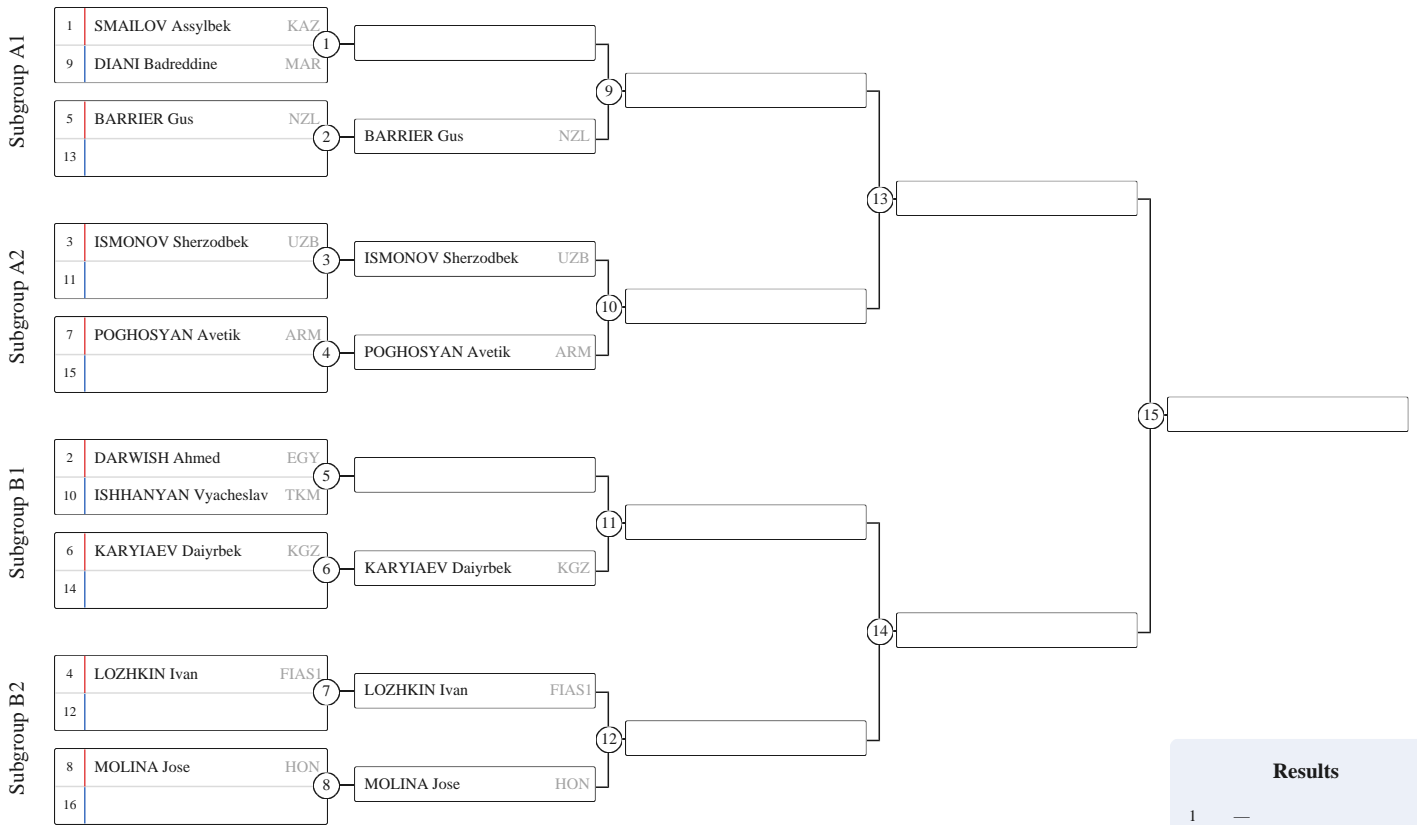 Subgroup A1
1 SMAILOV Assylbek KAZ
9 DIANI Badreddine MAR
1
5 BARRIER Gus NZL
13
2
BARRIER Gus NZL
9
Subgroup A2
3 ISMONOV Sherzodbek UZB
11
3
ISMONOV Sherzodbek UZB
7 POGHOSYAN Avetik ARM
15
4
POGHOSYAN Avetik ARM
10
13
Subgroup B1
2 DARWISH Ahmed EGY
10 ISHHANYAN Vyacheslav TKM
5
6 KARYIAEV Daiyrbek KGZ
14
6
KARYIAEV Daiyrbek KGZ
11
Subgroup B2
4 LOZHKIN Ivan FIAS1
12
7
LOZHKIN Ivan FIAS1
8 MOLINA Jose HON
16
8
MOLINA Jose HON
12
14
15
Results
1 —